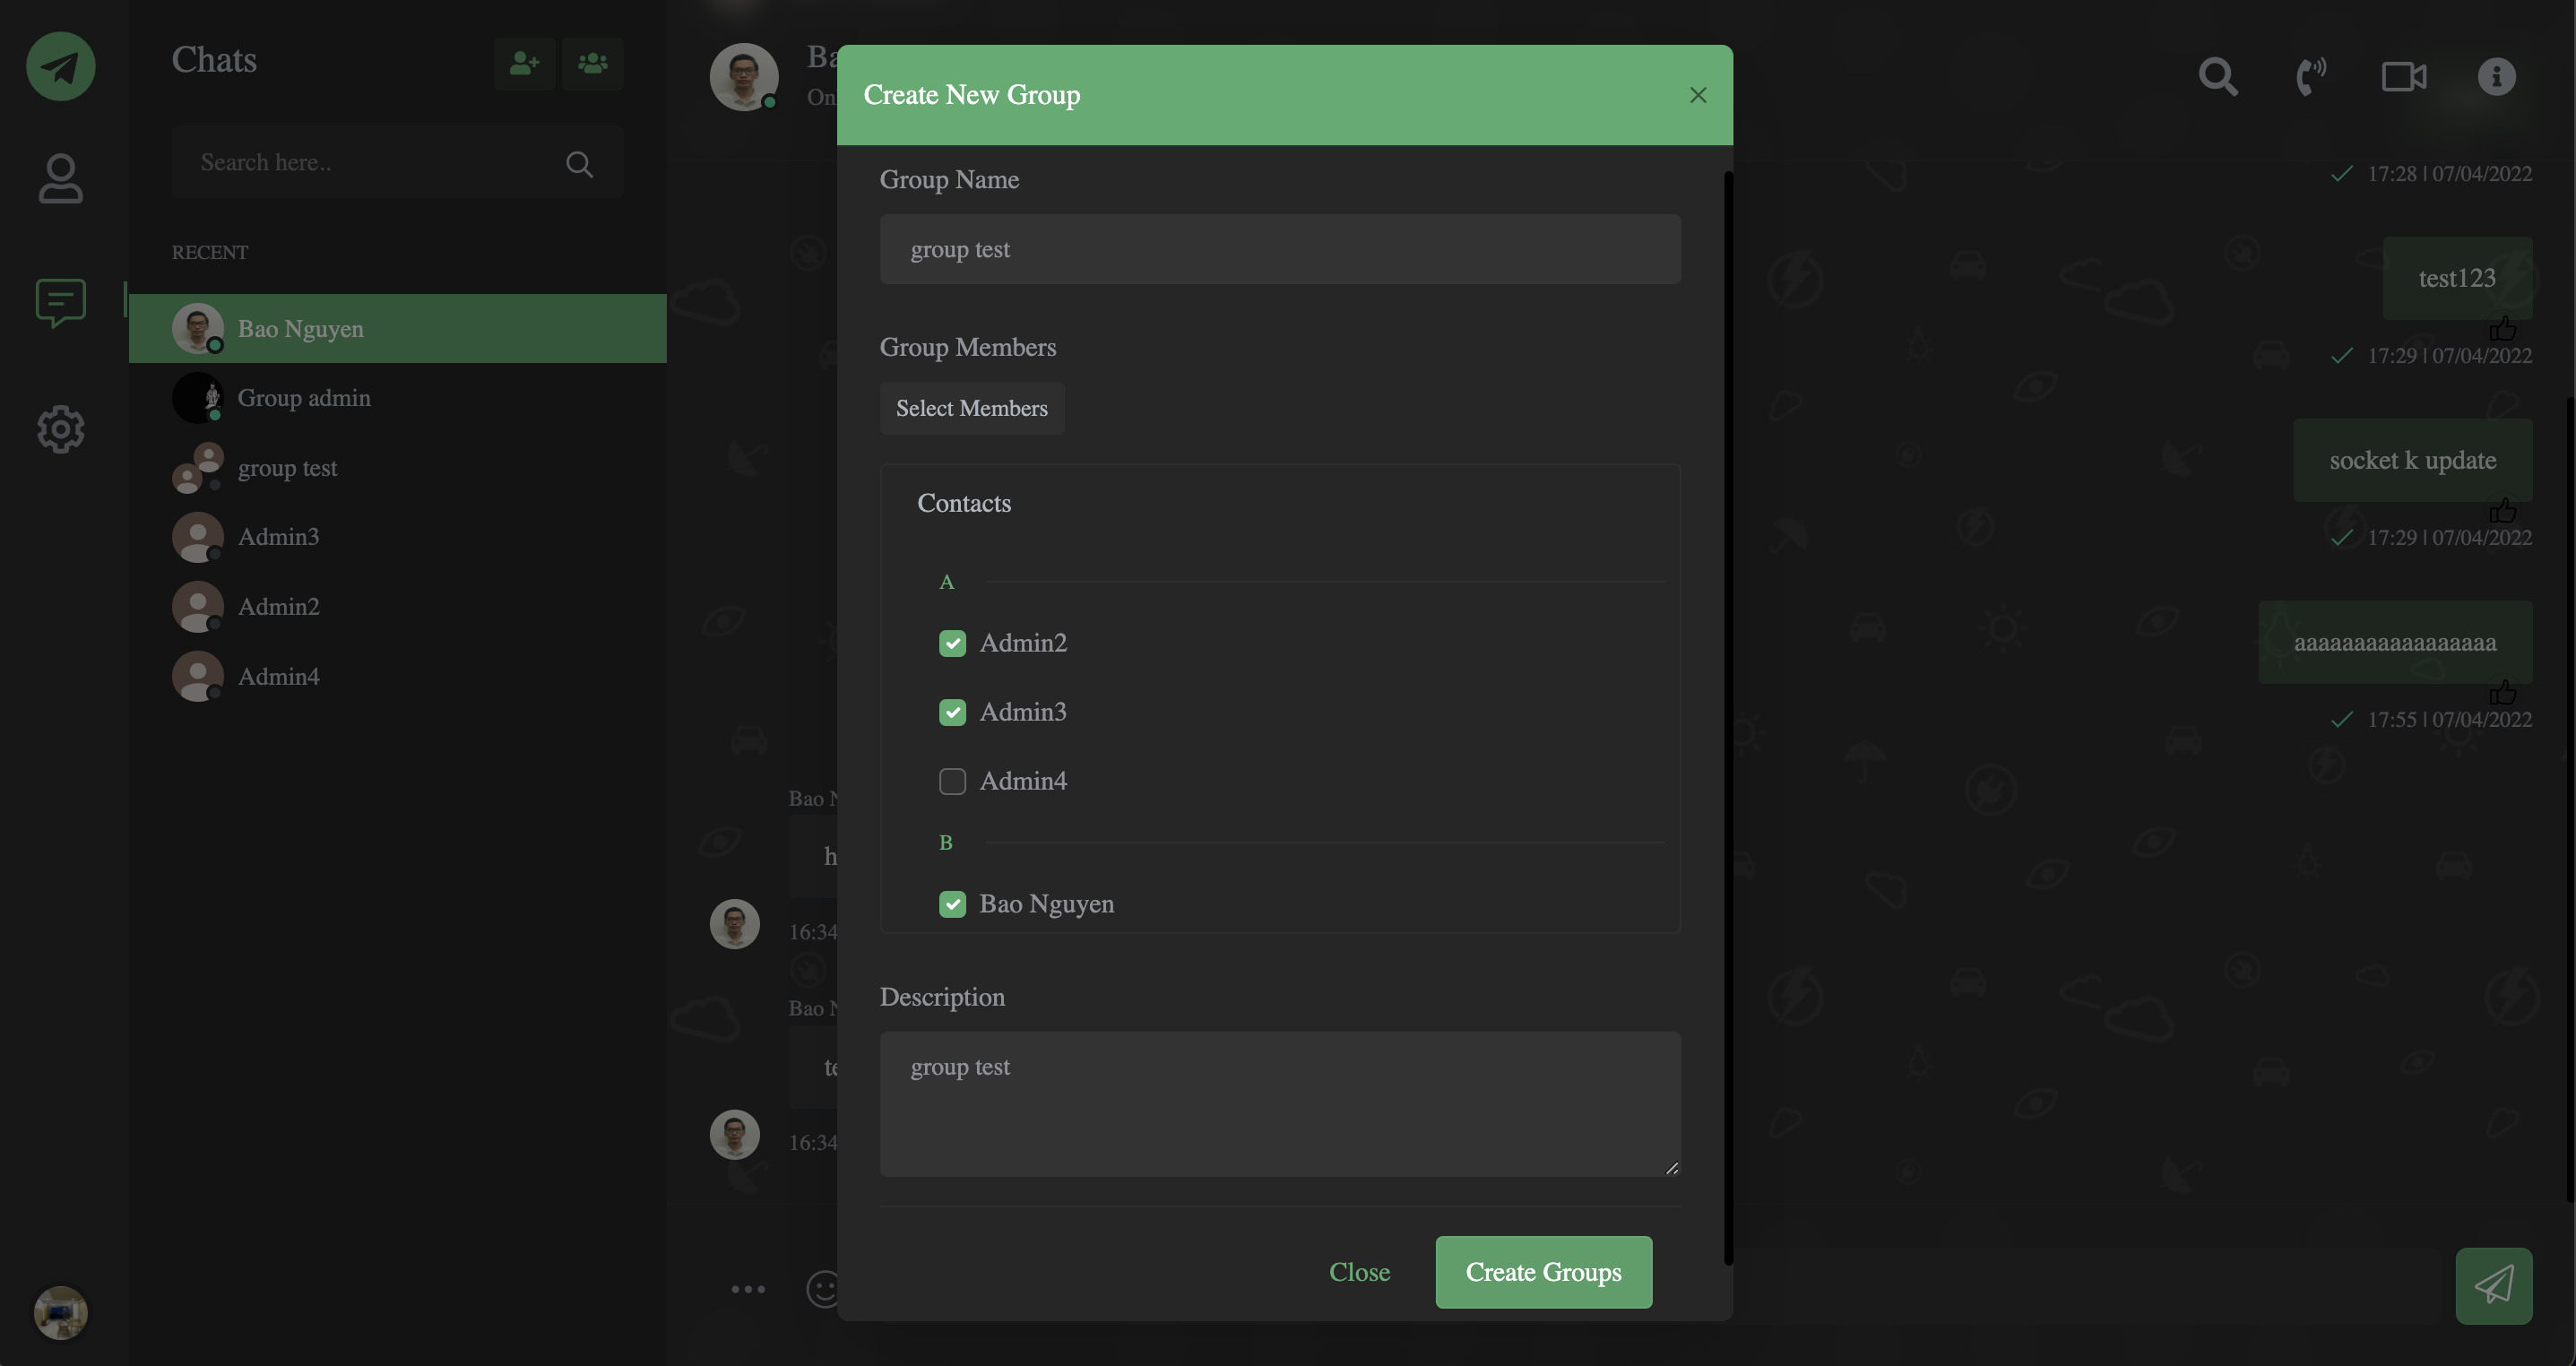 Chats
Search here..
RECENT
Bao Nguyen
Group admin
group test
Admin3
Admin2
Admin4
17:28 | 07/04/2022
test123
17:29 | 07/04/2022
socket k update
17:29 | 07/04/2022
aaaaaaaaaaaaaaaaa
17:55 | 07/04/2022
Bao
16:34
Bao
16:34
Create New Group
Group Name
group test
Group Members
Select Members
Contacts
A
Admin2
Admin3
Admin4
B
Bao Nguyen
Description
group test
Close
Create Groups